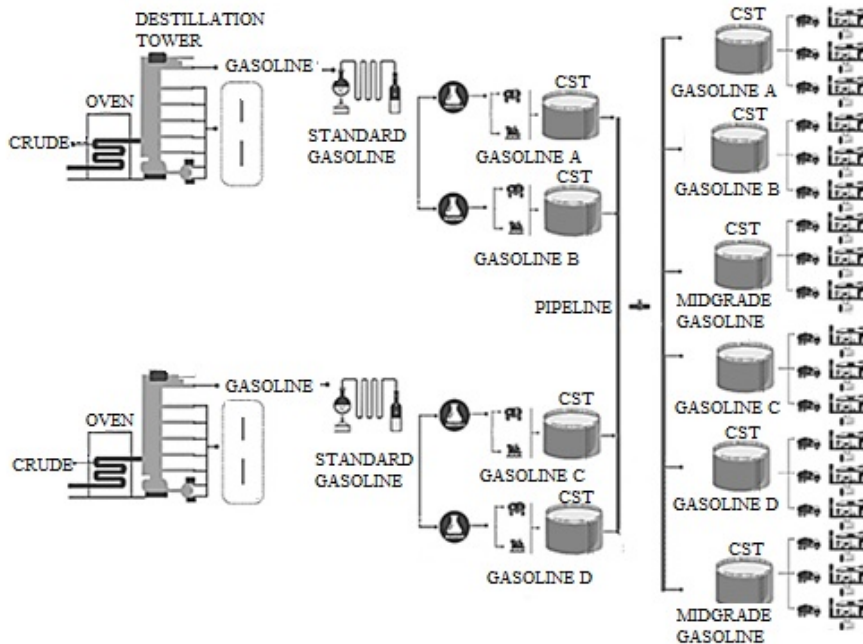 DESTILLATION
TOWER
GASOLINE
OVEN
CRUDE
STANDARD
GASOLINE
CST
GASOLINE A
CST
GASOLINE B
PIPELINE
GASOLINE
OVEN
CRUDE
STANDARD
GASOLINE
CST
GASOLINE C
CST
GASOLINE D
CST
GASOLINE A
CST
GASOLINE B
CST
MIDGRADE
GASOLINE
CST
GASOLINE C
CST
GASOLINE D
CST
MIDGRADE
GASOLINE